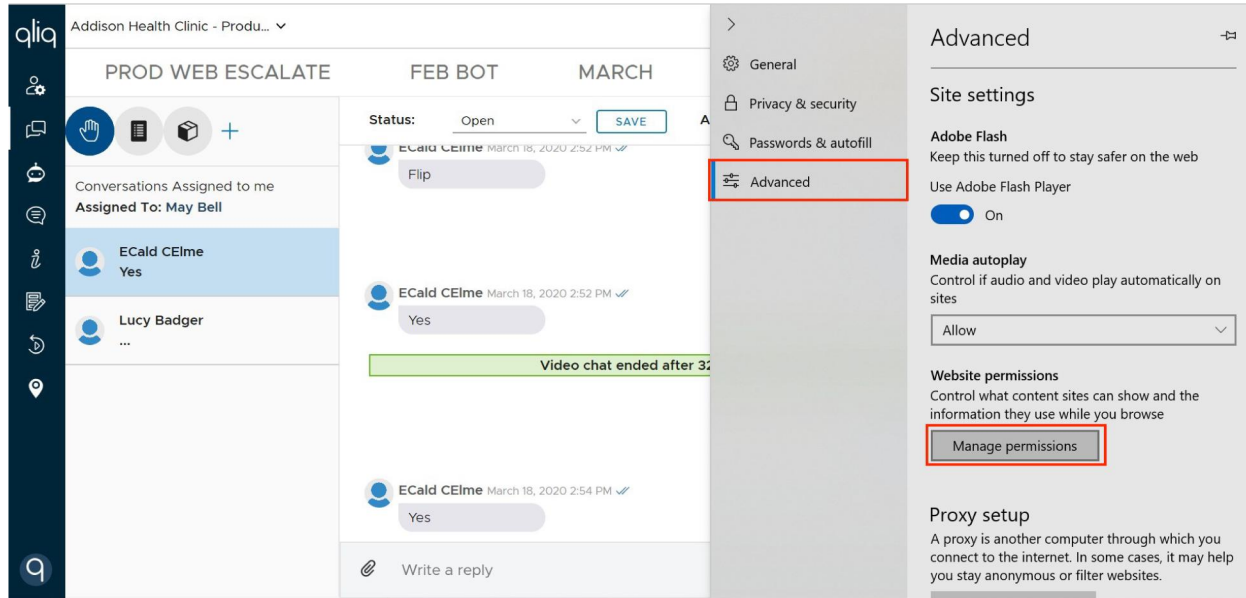 qliq
Addison Health Clinic - Produ...
PROD WEB ESCALATE FEB BOT MARCH
Conversations Assigned to me
Assigned To: May Bell
ECald CElme
Yes
Lucy Badger
...
Status: Open SAVE A
ECald CElme March 18, 2020 2:52 PM
Flip
ECald CElme March 18, 2020 2:52 PM
Yes
Video chat ended after 32
ECald CElme March 18, 2020 2:54 PM
Yes
Write a reply
General
Privacy & security
Passwords & autofill
Advanced
Advanced
Site settings
Adobe Flash
Keep this turned off to stay safer on the web
Use Adobe Flash Player
On
Media autoplay
Control if audio and video play automatically on
sites
Allow
Website permissions
Control what content sites can show and the
information they use while you browse
Manage permissions
Proxy setup
A proxy is another computer through which you
connect to the internet. In some cases, it may help
you stay anonymous or filter websites.